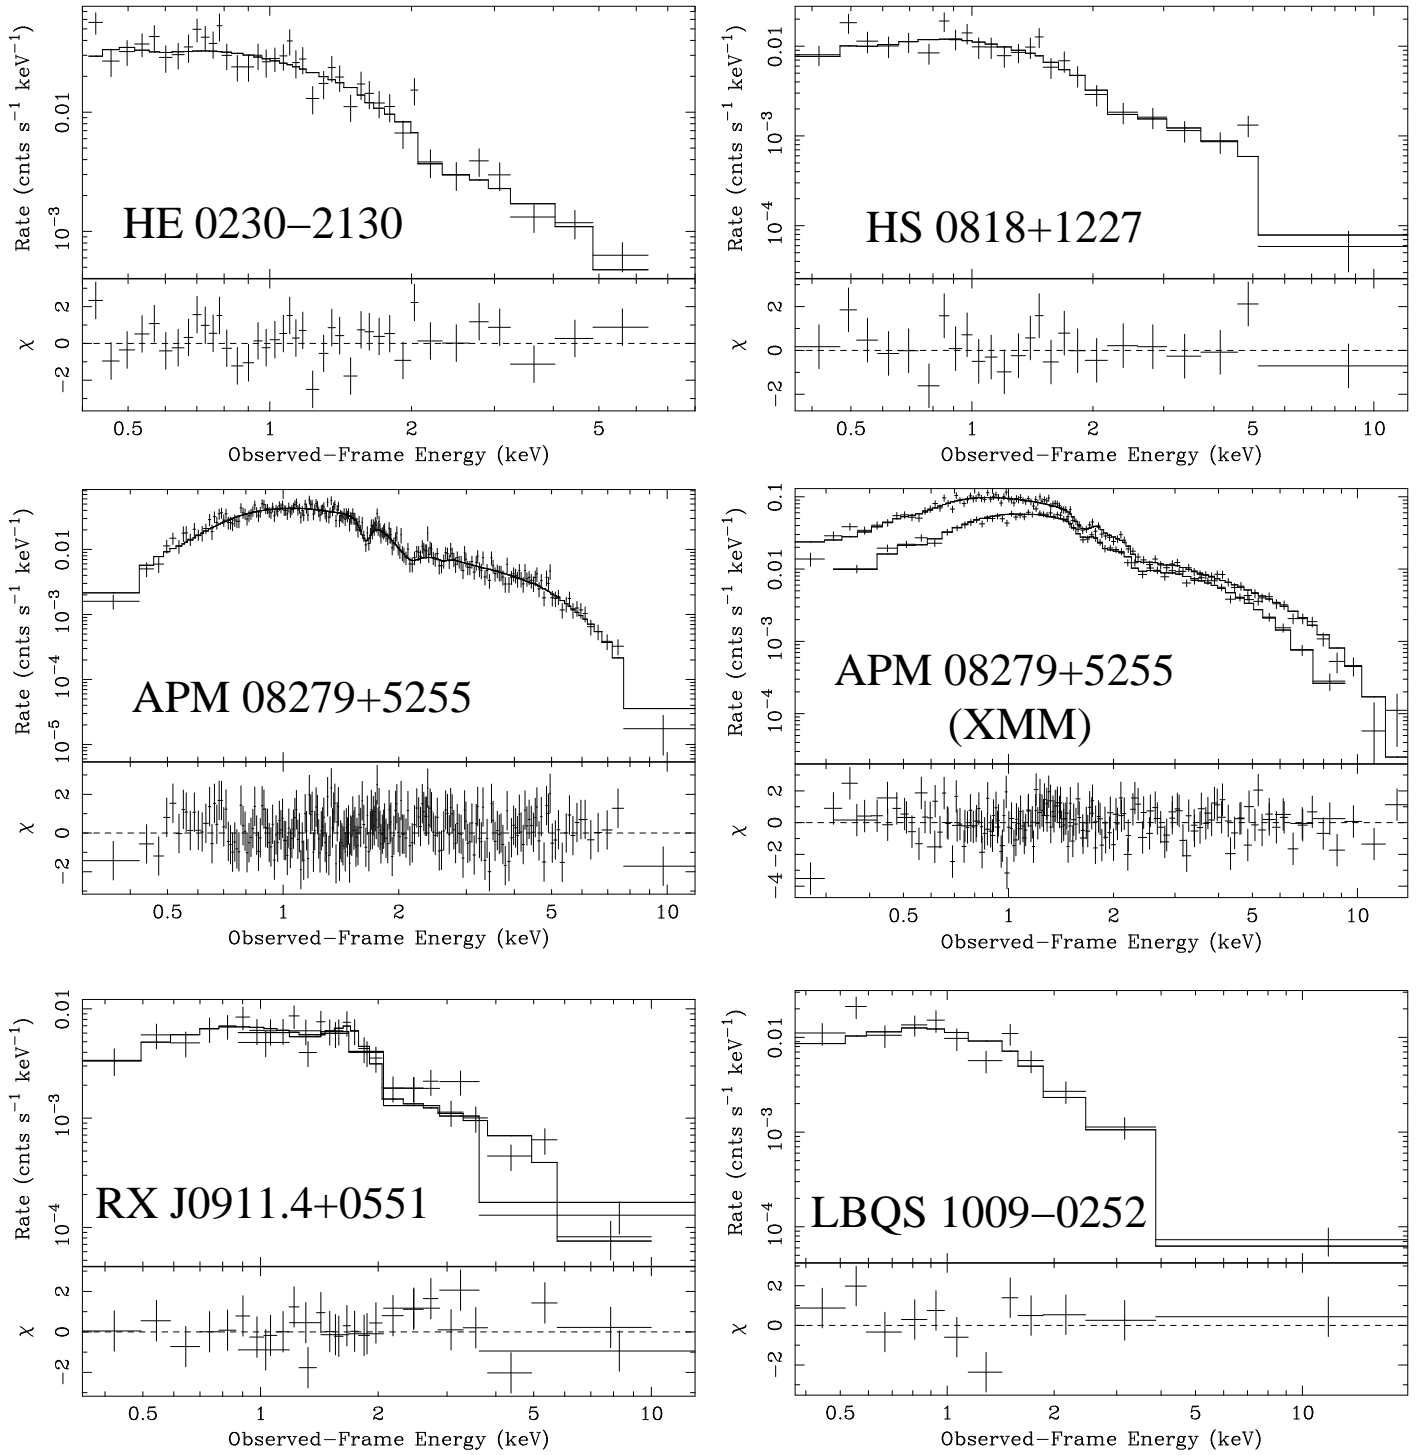 Rate (cnts s⁻¹ keV⁻¹)
0.01
10⁻³
HE 0230−2130
χ
2
0
−2
0.5 1 2 5
Observed−Frame Energy (keV)
Rate (cnts s⁻¹ keV⁻¹)
0.01
10⁻³
10⁻⁴
HS 0818+1227
χ
2
0
−2
0.5 1 2 5 10
Observed−Frame Energy (keV)
Rate (cnts s⁻¹ keV⁻¹)
0.01
10⁻³
10⁻⁴
10⁻⁵
APM 08279+5255
χ
2
0
−2
0.5 1 2 5 10
Observed−Frame Energy (keV)
Rate (cnts s⁻¹ keV⁻¹)
0.1
0.01
10⁻³
10⁻⁴
APM 08279+5255
(XMM)
χ
2
0
−2
−4
0.5 1 2 5 10
Observed−Frame Energy (keV)
Rate (cnts s⁻¹ keV⁻¹)
0.01
10⁻³
10⁻⁴
RX J0911.4+0551
χ
2
0
−2
0.5 1 2 5 10
Observed−Frame Energy (keV)
Rate (cnts s⁻¹ keV⁻¹)
0.01
10⁻³
10⁻⁴
LBQS 1009−0252
χ
2
0
−2
0.5 1 2 5 10
Observed−Frame Energy (keV)